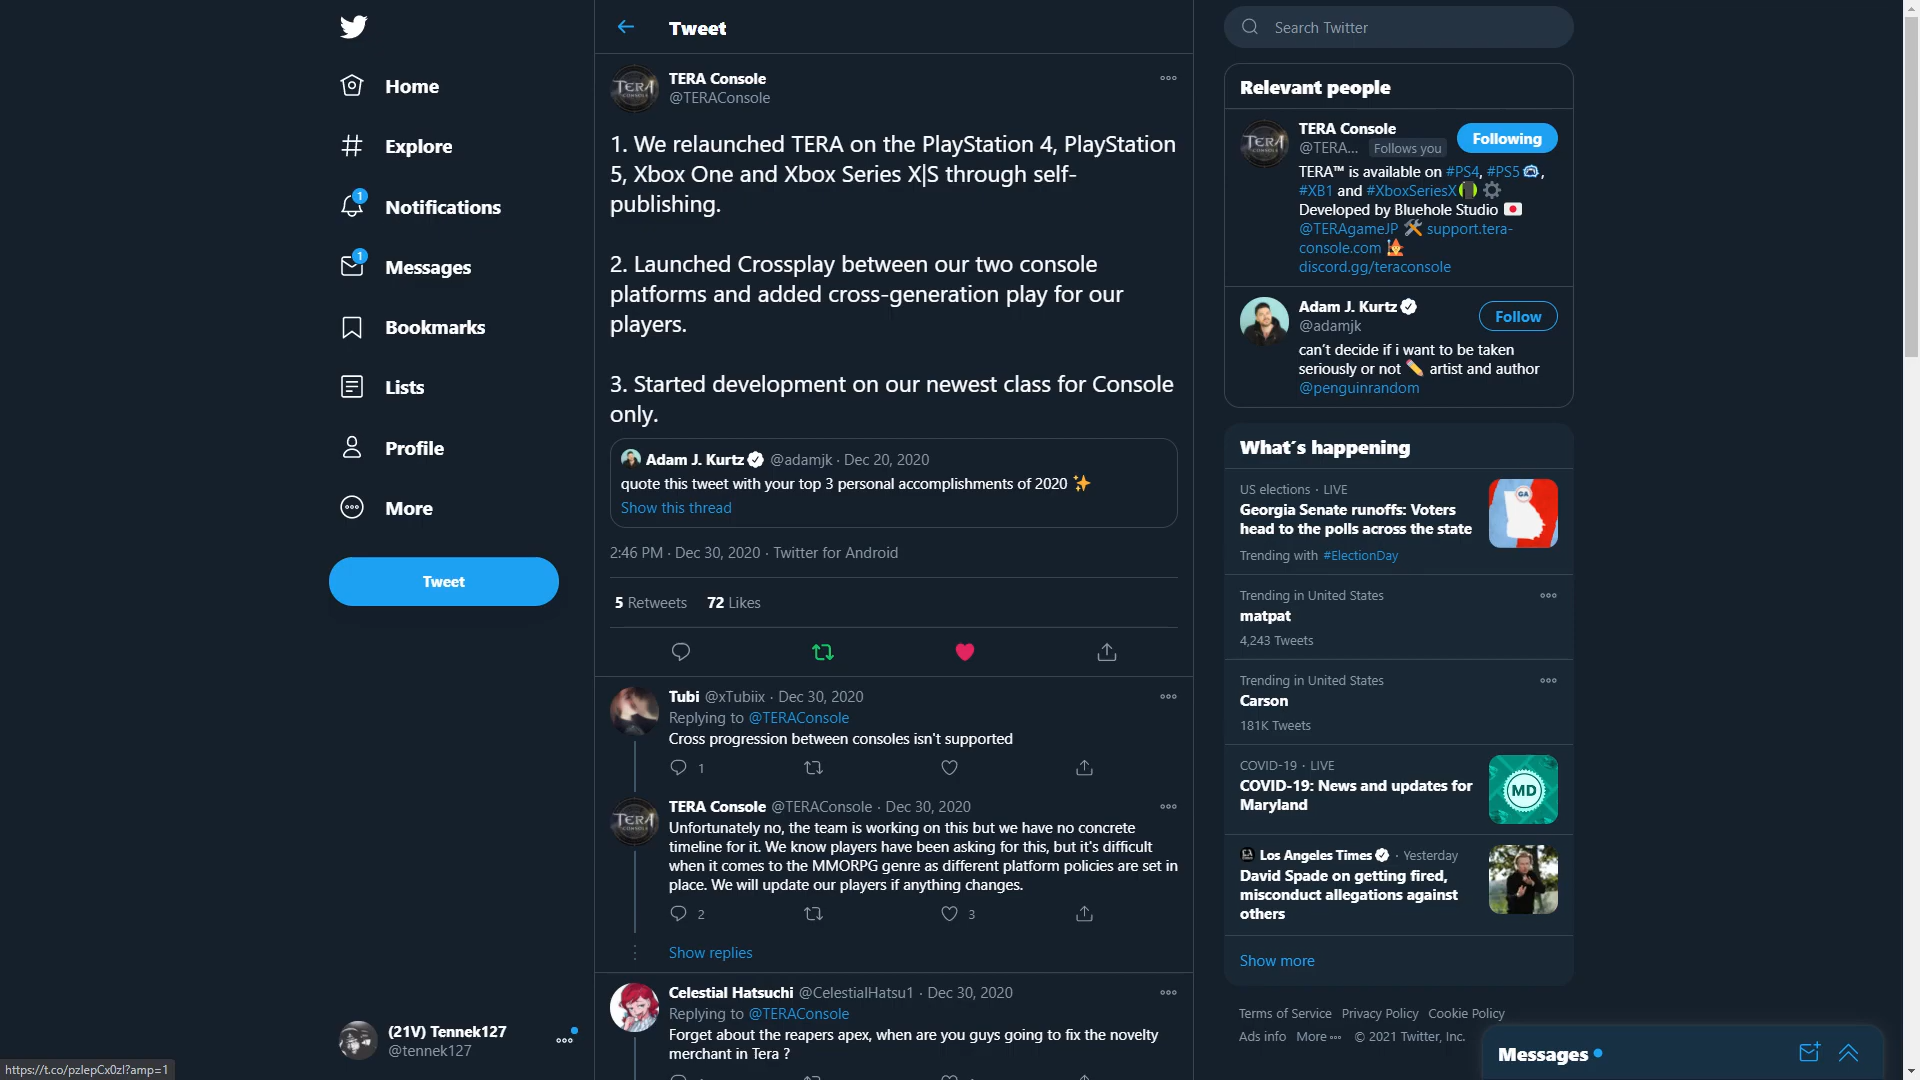 Home
Explore
1
Notifications
1
Messages
Bookmarks
Lists
Profile
More
Tweet
(21V) Tennek127
@tennek127
https://t.co/pzlepCx0zl?amp=1
Tweet
TERA Console
@TERAConsole
1. We relaunched TERA on the PlayStation 4, PlayStation
5, Xbox One and Xbox Series X|S through self-
publishing.
2. Launched Crossplay between our two console
platforms and added cross-generation play for our
players.
3. Started development on our newest class for Console
only.
Adam J. Kurtz @adamjk · Dec 20, 2020
quote this tweet with your top 3 personal accomplishments of 2020 ✨
Show this thread
2:46 PM · Dec 30, 2020 · Twitter for Android
5 Retweets 72 Likes
Tubi @xTubiix · Dec 30, 2020
Replying to @TERAConsole
Cross progression between consoles isn't supported
1
TERA Console @TERAConsole · Dec 30, 2020
Unfortunately no, the team is working on this but we have no concrete
timeline for it. We know players have been asking for this, but it's difficult
when it comes to the MMORPG genre as different platform policies are set in
place. We will update our players if anything changes.
2 3
Show replies
Celestial Hatsuchi @CelestialHatsu1 · Dec 30, 2020
Replying to @TERAConsole
Forget about the reapers apex, when are you guys going to fix the novelty
merchant in Tera ?
Search Twitter
Relevant people
TERA Console
@TERA... Follows you
Following
TERA™ is available on #PS4, #PS5,
#XB1 and #XboxSeriesX
Developed by Bluehole Studio 🇯🇵
@TERAgameJP 🛠 support.tera-
console.com
discord.gg/teraconsole
Adam J. Kurtz
@adamjk
Follow
can't decide if i want to be taken
seriously or not ✏️ artist and author
@penguinrandom
What's happening
US elections · LIVE
Georgia Senate runoffs: Voters
head to the polls across the state
Trending with #ElectionDay
GA
Trending in United States
matpat
4,243 Tweets
Trending in United States
Carson
181K Tweets
COVID-19 · LIVE
COVID-19: News and updates for
Maryland
MD
Los Angeles Times · Yesterday
David Spade on getting fired,
misconduct allegations against
others
Show more
Terms of Service Privacy Policy Cookie Policy
Ads info More ··· © 2021 Twitter, Inc.
Messages